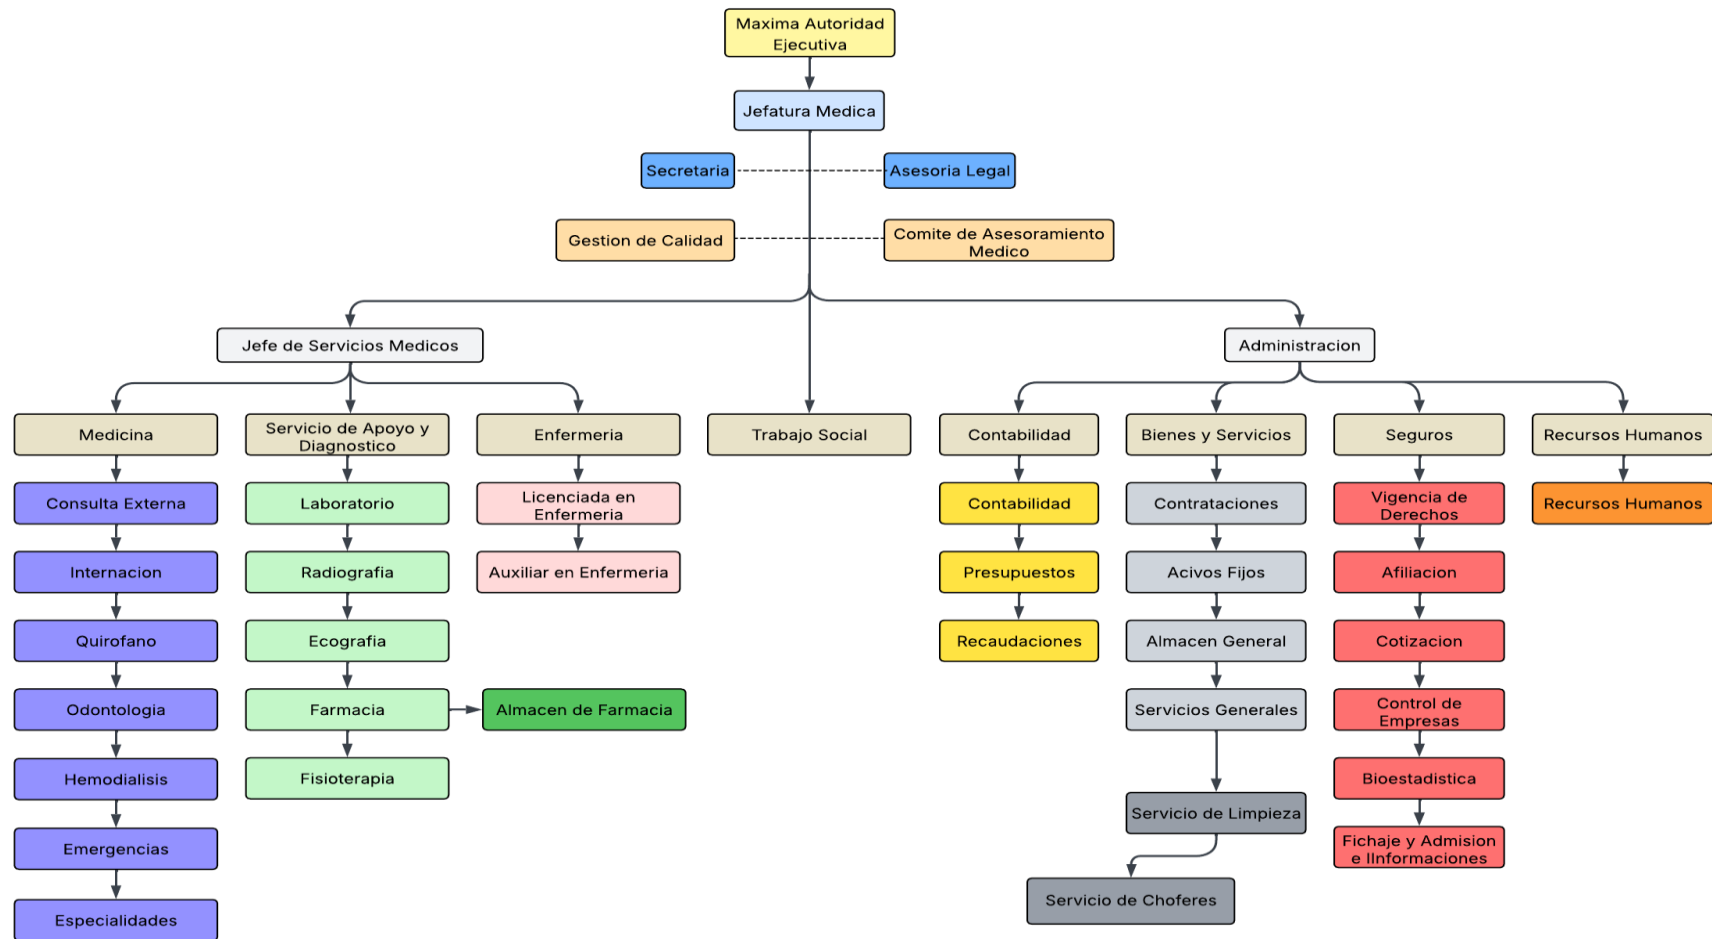 Maxima Autoridad
Ejecutiva
Jefatura Medica
Secretaria
Asesoria Legal
Gestion de Calidad
Comite de Asesoramiento
Medico
Jefe de Servicios Medicos
Administracion
Medicina
Servicio de Apoyo y
Diagnostico
Enfermeria
Trabajo Social
Contabilidad
Bienes y Servicios
Seguros
Recursos Humanos
Consulta Externa
Laboratorio
Licenciada en
Enfermeria
Contabilidad
Contrataciones
Vigencia de
Derechos
Recursos Humanos
Internacion
Radiografia
Auxiliar en Enfermeria
Presupuestos
Acivos Fijos
Afiliacion
Quirofano
Ecografia
Recaudaciones
Almacen General
Cotizacion
Odontologia
Farmacia
Almacen de Farmacia
Servicios Generales
Control de
Empresas
Hemodialisis
Fisioterapia
Bioestadistica
Servicio de Limpieza
Emergencias
Fichaje y Admision
e IInformaciones
Servicio de Choferes
Especialidades